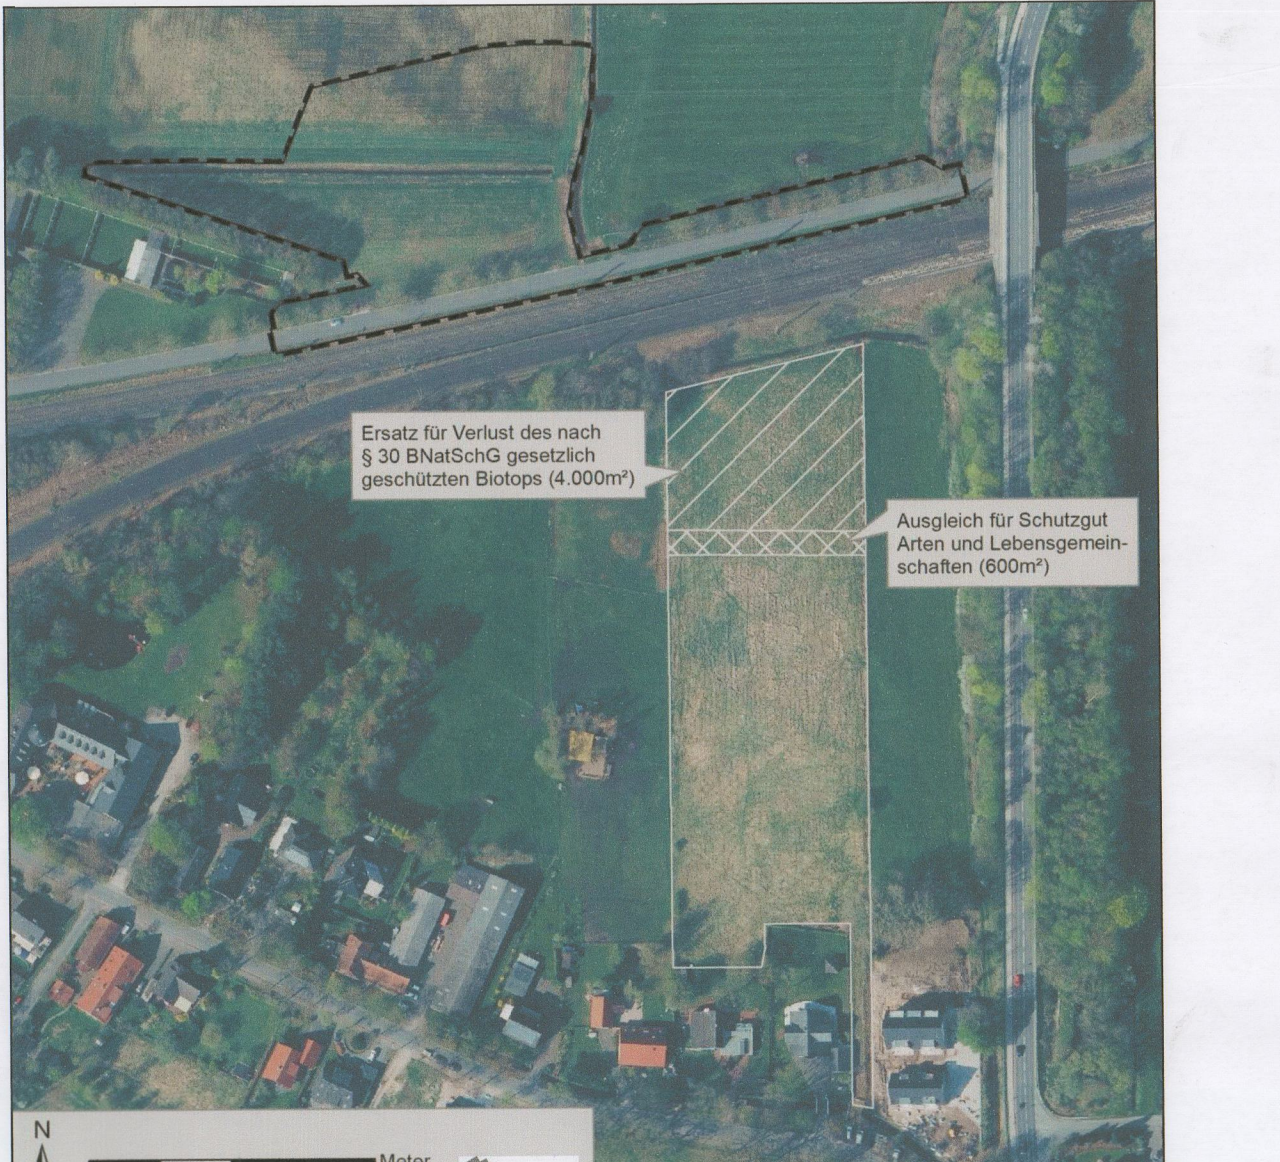 Ersatz für Verlust des nach
§ 30 BNatSchG gesetzlich
geschützten Biotops (4.000m²)
Ausgleich für Schutzgut
Arten und Lebensgemein-
schaften (600m²)
N
Meter